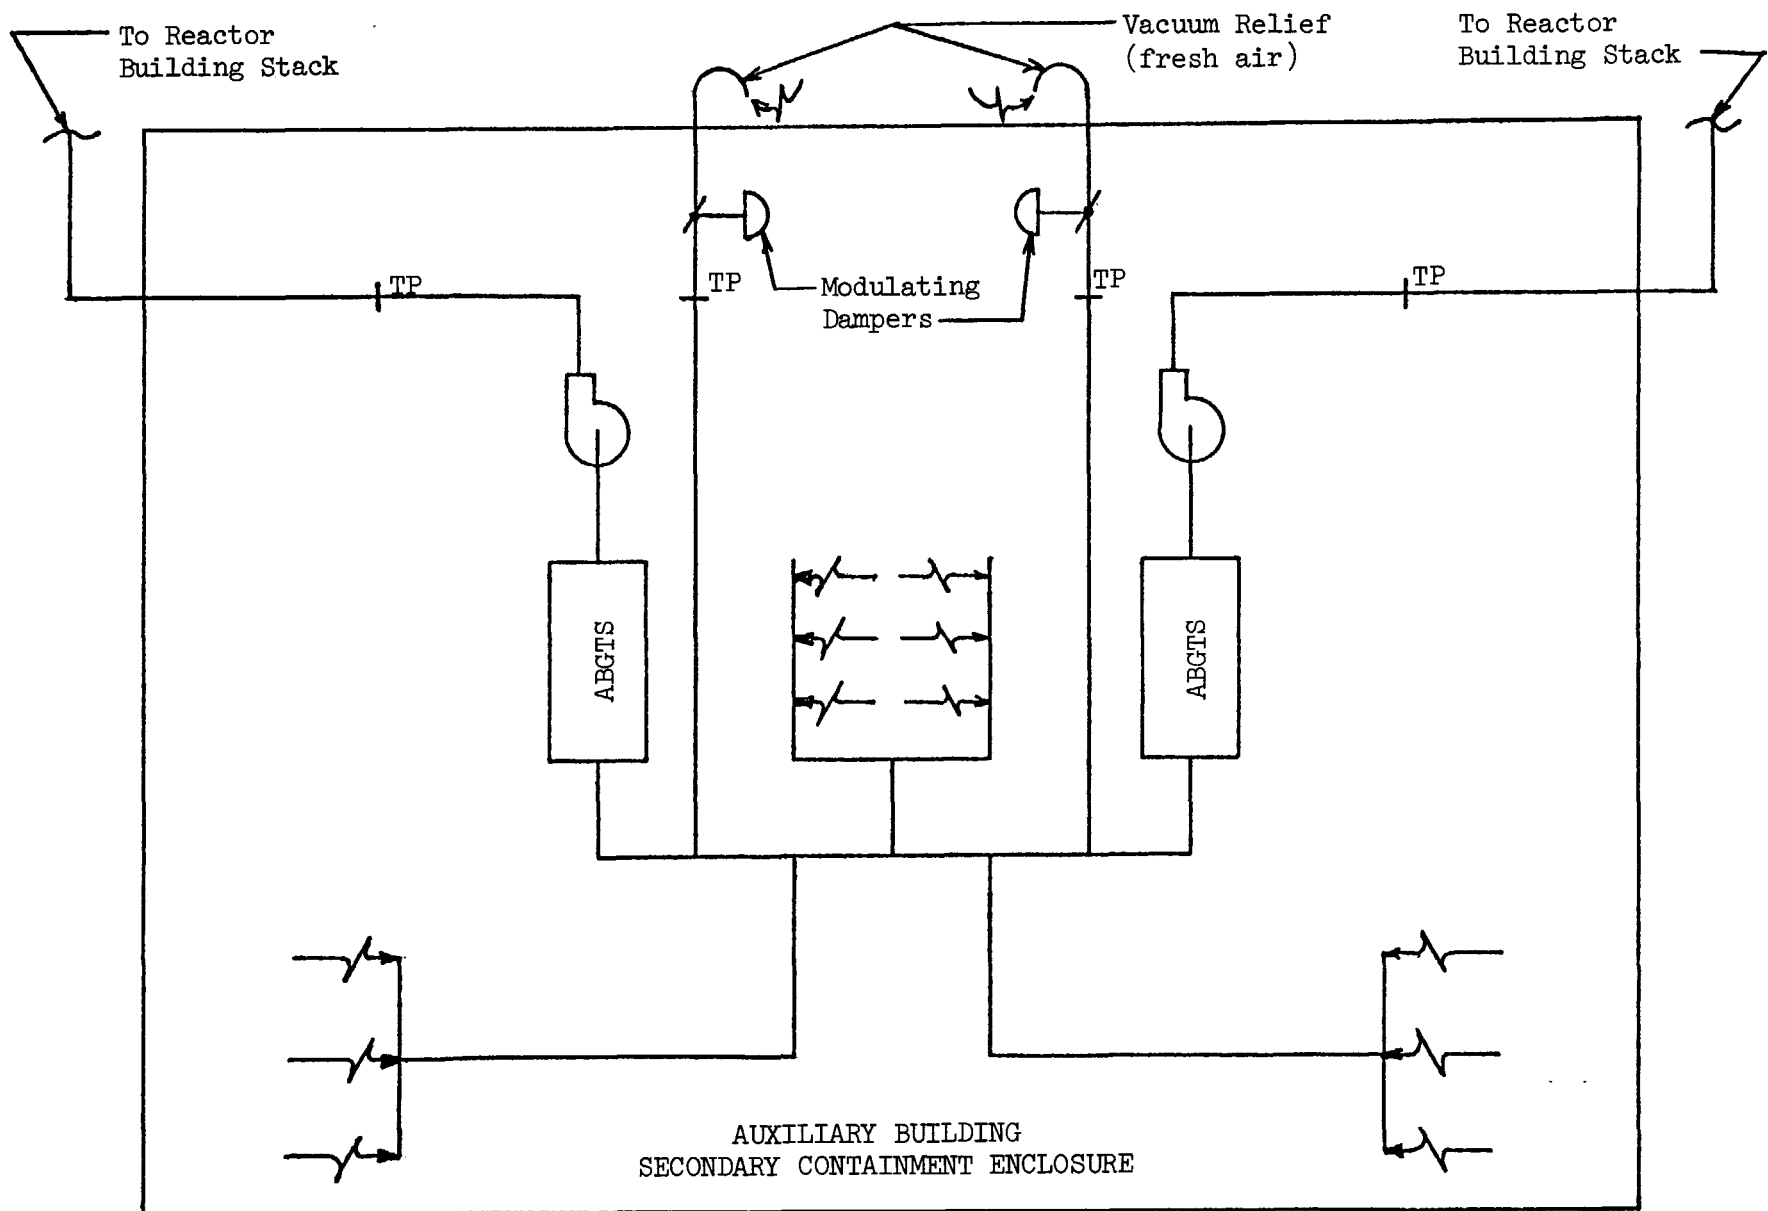 To Reactor
Building Stack
Vacuum Relief
(fresh air)
To Reactor
Building Stack
TP
TP
Modulating
Dampers
TP
TP
ABGTS
ABGTS
AUXILIARY BUILDING
SECONDARY CONTAINMENT ENCLOSURE